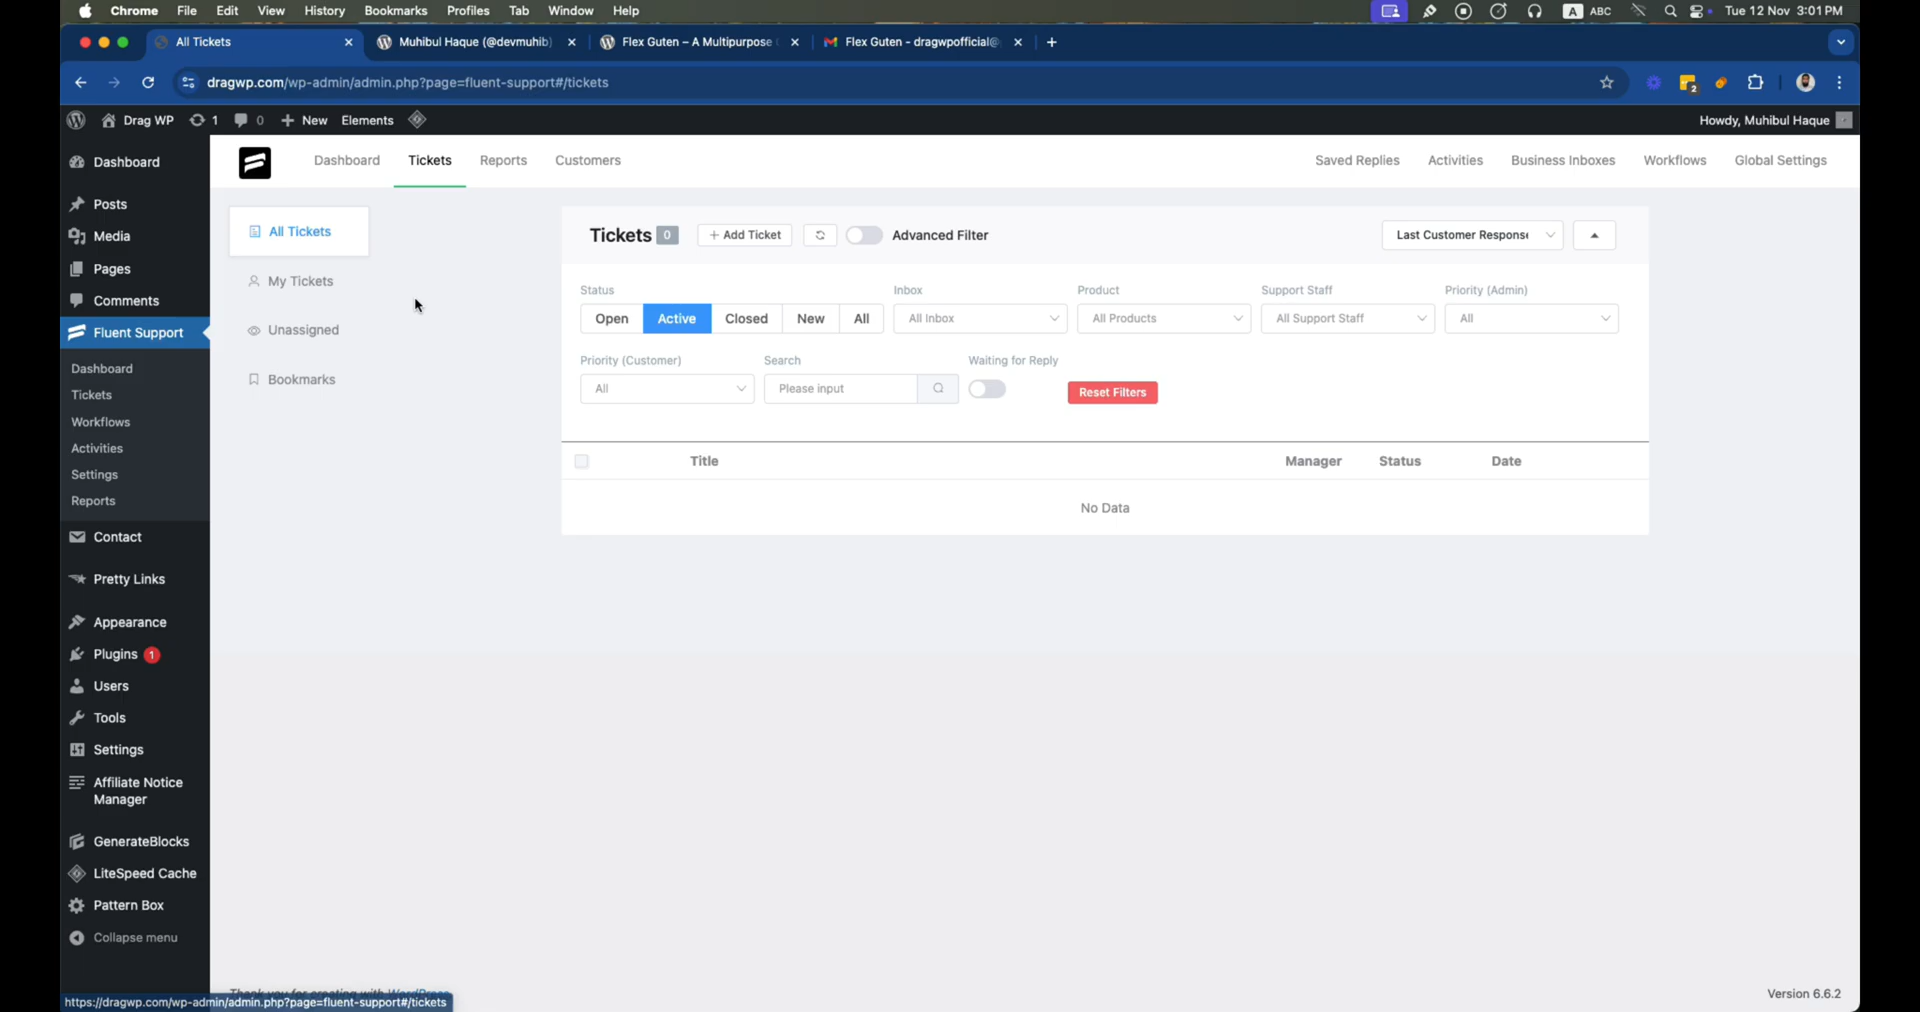 Chrome File Edit View History Bookmarks Profiles Tab Window Help A ABC Tue 12 Nov 3:01 PM
All Tickets Muhibul Haque (@devmuhib) Flex Guten – A Multipurpose Flex Guten - dragwpofficial@
dragwp.com/wp-admin/admin.php?page=fluent-support#/tickets 2
Drag WP 1 0 New Elements Howdy, Muhibul Haque
Dashboard
Posts
Media
Pages
Comments
Fluent Support
Dashboard
Tickets
Workflows
Activities
Settings
Reports
Contact
Pretty Links
Appearance
Plugins 1
Users
Tools
Settings
Affiliate Notice
Manager
GenerateBlocks
LiteSpeed Cache
Pattern Box
Collapse menu
Dashboard Tickets Reports Customers Saved Replies Activities Business Inboxes Workflows Global Settings
All Tickets
My Tickets
Unassigned
Bookmarks
Tickets 0 + Add Ticket Advanced Filter Last Customer Response
Status Inbox Product Support Staff Priority (Admin)
Open Active Closed New All All Inbox All Products All Support Staff All
Priority (Customer) Search Waiting for Reply
All Please input Reset Filters
Title Manager Status Date
No Data
Thank you for creating with WordPress Version 6.6.2
https://dragwp.com/wp-admin/admin.php?page=fluent-support#/tickets